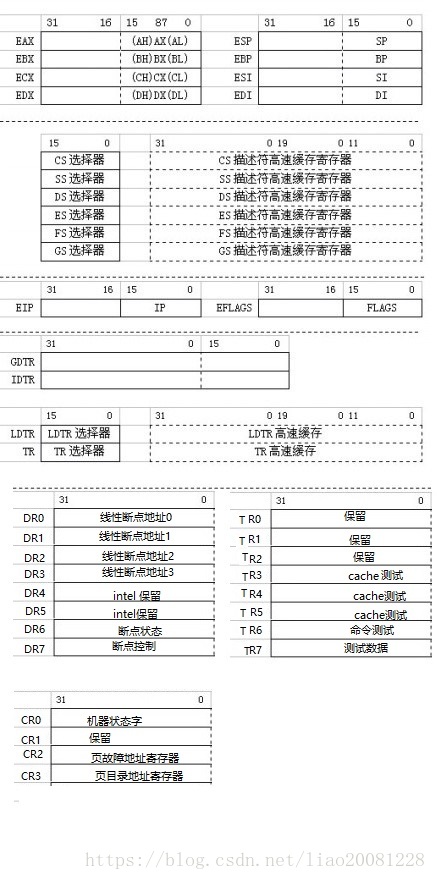 31 16 15 87 0 31 16 15 0
EAX (AH)AX(AL) ESP SP
EBX (BH)BX(BL) EBP BP
ECX (CH)CX(CL) ESI SI
EDX (DH)DX(DL) EDI DI
15 0 31 0 19 0 11 0
CS 选择器 CS 描述符高速缓存寄存器
SS 选择器 SS 描述符高速缓存寄存器
DS 选择器 DS 描述符高速缓存寄存器
ES 选择器 ES 描述符高速缓存寄存器
FS 选择器 FS 描述符高速缓存寄存器
GS 选择器 GS 描述符高速缓存寄存器
31 16 15 0 31 16 15 0
EIP IP EFLAGS FLAGS
31 0 15 0
GDTR
IDTR
15 0 31 0 19 0 11 0
LDTR LDTR 选择器 LDTR 高速缓存
TR TR 选择器 TR 高速缓存
31 0 31 0
DR0 线性断点地址0 T R0 保留
DR1 线性断点地址1 T R1 保留
DR2 线性断点地址2 T R2 保留
DR3 线性断点地址3 T R3 cache 测试
DR4 intel 保留 T R4 cache测试
DR5 intel保留 T R5 cache测试
DR6 断点状态 T R6 命令测试
DR7 断点控制 TR7 测试数据
31 0
CR0 机器状态字
CR1 保留
CR2 页故障地址寄存器
CR3 页目录地址寄存器
https://blog.csdn.net/liao20081228